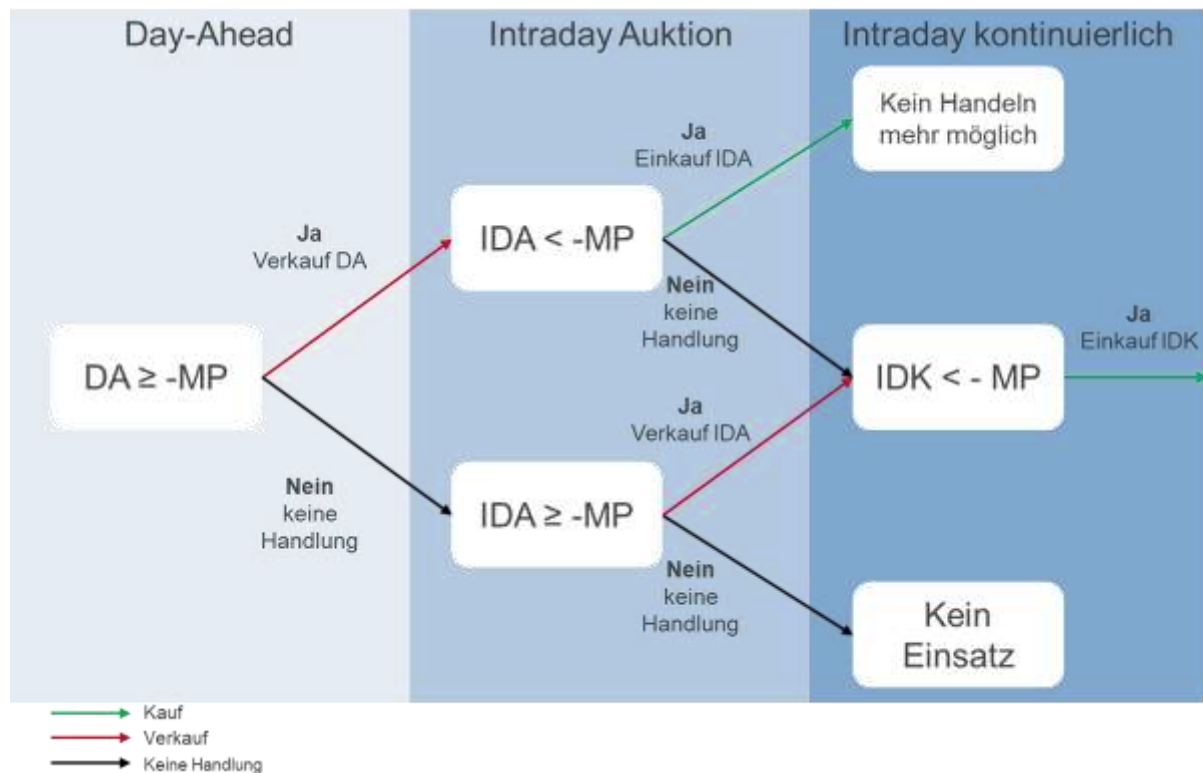 Day-Ahead
Intraday Auktion
Intraday kontinuierlich
Kein Handeln
mehr möglich
Ja
Einkauf IDA
Ja
Verkauf DA
IDA < -MP
Nein
keine
Handlung
Ja
Einkauf IDK
DA ≥ -MP
IDK < - MP
Ja
Verkauf IDA
Nein
keine
Handlung
IDA ≥ -MP
Nein
keine
Handlung
Kein
Einsatz
Kauf
Verkauf
Keine Handlung